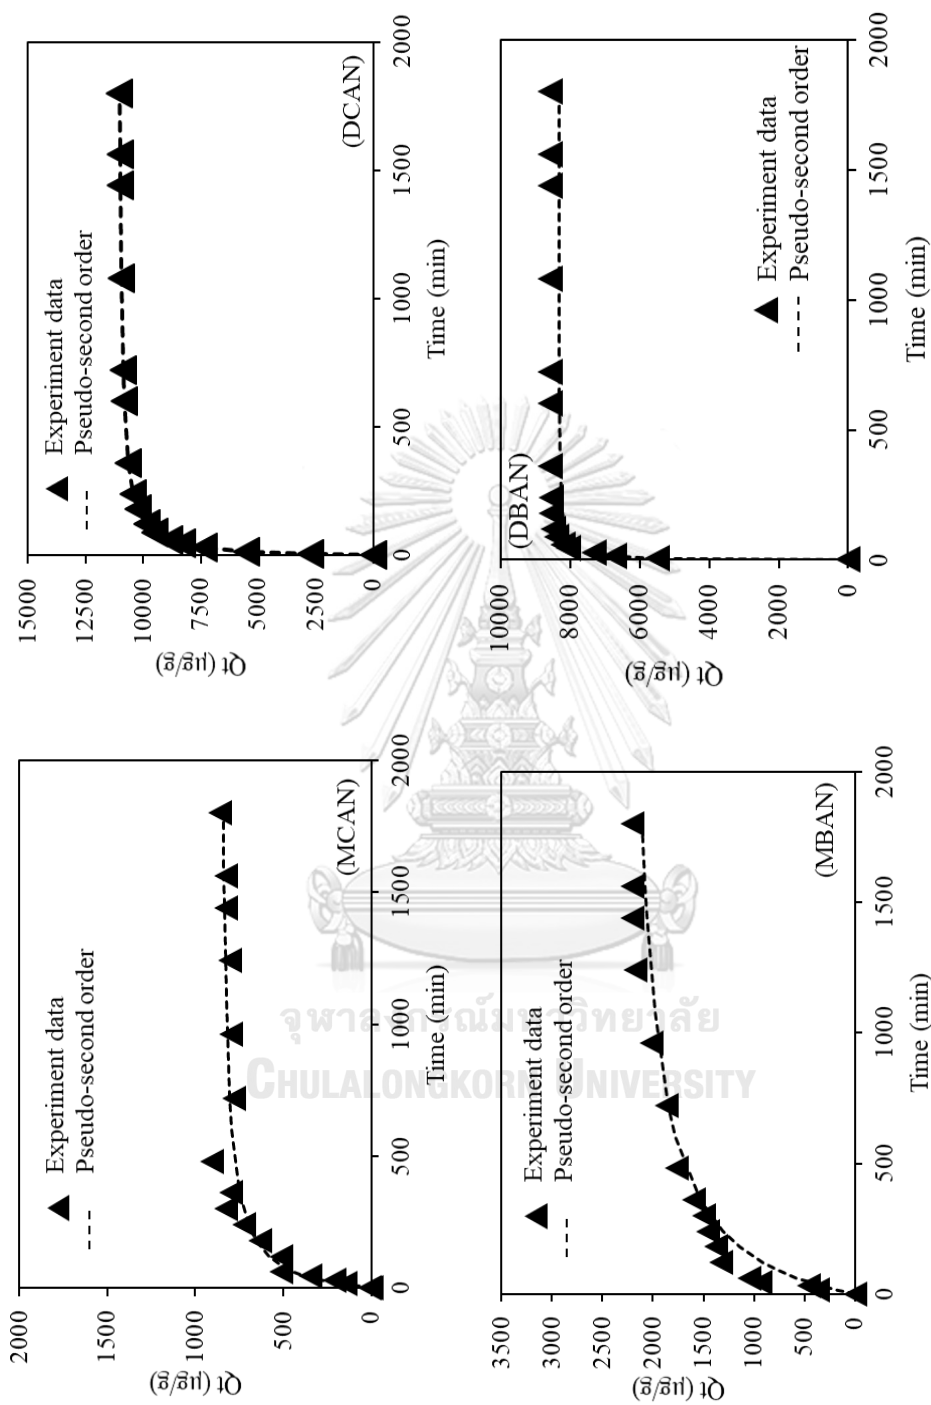 2000
1500
1000
500
0
Qt (µg/g)
Experiment data
Pseudo-second order
(MCAN)
0
500
1000
1500
2000
Time (min)
15000
12500
10000
7500
5000
2500
0
Qt (µg/g)
Experiment data
Pseudo-second order
(DCAN)
0
500
1000
1500
2000
Time (min)
3500
3000
2500
2000
1500
1000
500
0
Qt (µg/g)
Experiment data
Pseudo-second order
(MBAN)
0
500
1000
1500
2000
Time (min)
10000
8000
6000
4000
2000
0
Qt (µg/g)
(DBAN)
Experiment data
Pseudo-second order
0
500
1000
1500
2000
Time (min)
จุฬาลงกรณ์มหาวิทยาลัย
CHULALONGKORN UNIVERSITY